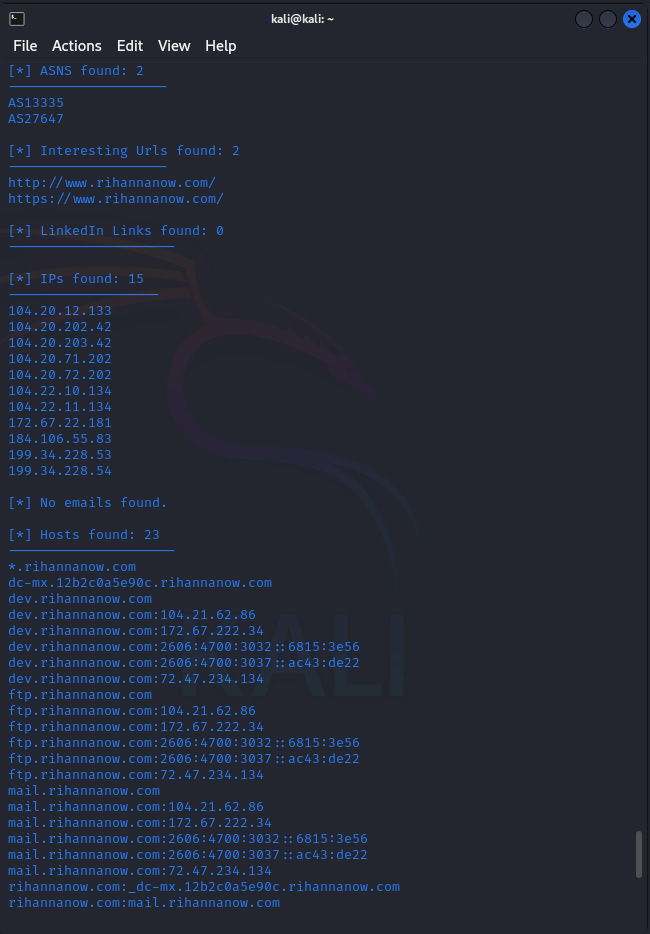 kali@kali: ~
File Actions Edit View Help
[*] ASNS found: 2
AS13335
AS27647
[*] Interesting Urls found: 2
http://www.rihannanow.com/
https://www.rihannanow.com/
[*] LinkedIn Links found: 0
[*] IPs found: 15
104.20.12.133
104.20.202.42
104.20.203.42
104.20.71.202
104.20.72.202
104.22.10.134
104.22.11.134
172.67.22.181
184.106.55.83
199.34.228.53
199.34.228.54
[*] No emails found.
[*] Hosts found: 23
*.rihannanow.com
dc-mx.12b2c0a5e90c.rihannanow.com
dev.rihannanow.com
dev.rihannanow.com:104.21.62.86
dev.rihannanow.com:172.67.222.34
dev.rihannanow.com:2606:4700:3032::6815:3e56
dev.rihannanow.com:2606:4700:3037::ac43:de22
dev.rihannanow.com:72.47.234.134
ftp.rihannanow.com
ftp.rihannanow.com:104.21.62.86
ftp.rihannanow.com:172.67.222.34
ftp.rihannanow.com:2606:4700:3032::6815:3e56
ftp.rihannanow.com:2606:4700:3037::ac43:de22
ftp.rihannanow.com:72.47.234.134
mail.rihannanow.com
mail.rihannanow.com:104.21.62.86
mail.rihannanow.com:172.67.222.34
mail.rihannanow.com:2606:4700:3032::6815:3e56
mail.rihannanow.com:2606:4700:3037::ac43:de22
mail.rihannanow.com:72.47.234.134
rihannanow.com:_dc-mx.12b2c0a5e90c.rihannanow.com
rihannanow.com:mail.rihannanow.com
KALI